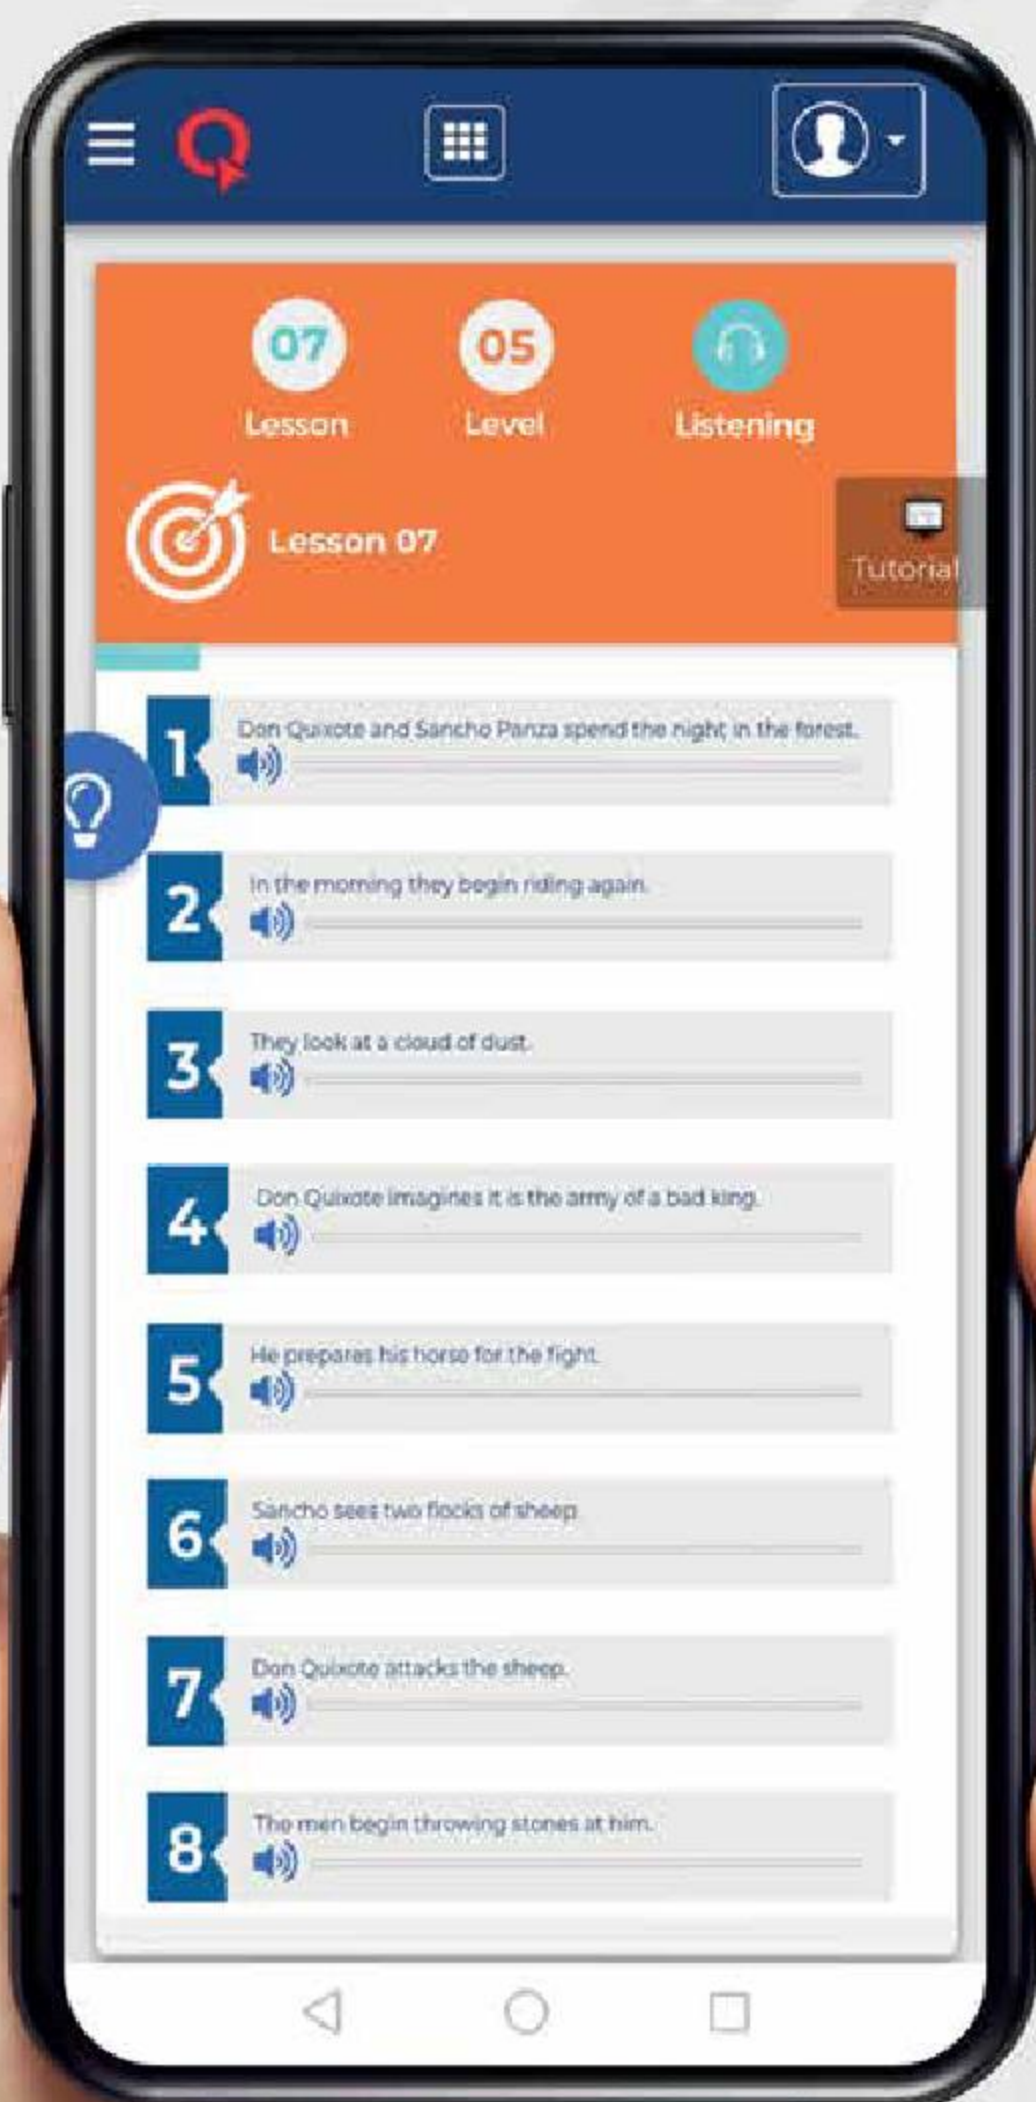 07
05
Lesson
Level
Listening
Lesson 07
Tutorial
1
Don Quixote and Sancho Panza spend the night in the forest.
2
In the morning they begin riding again.
3
They look at a cloud of dust.
4
Don Quixote imagines it is the army of a bad king.
5
He prepares his horse for the fight.
6
Sancho sees two flocks of sheep.
7
Don Quixote attacks the sheep.
8
The men begin throwing stones at him.